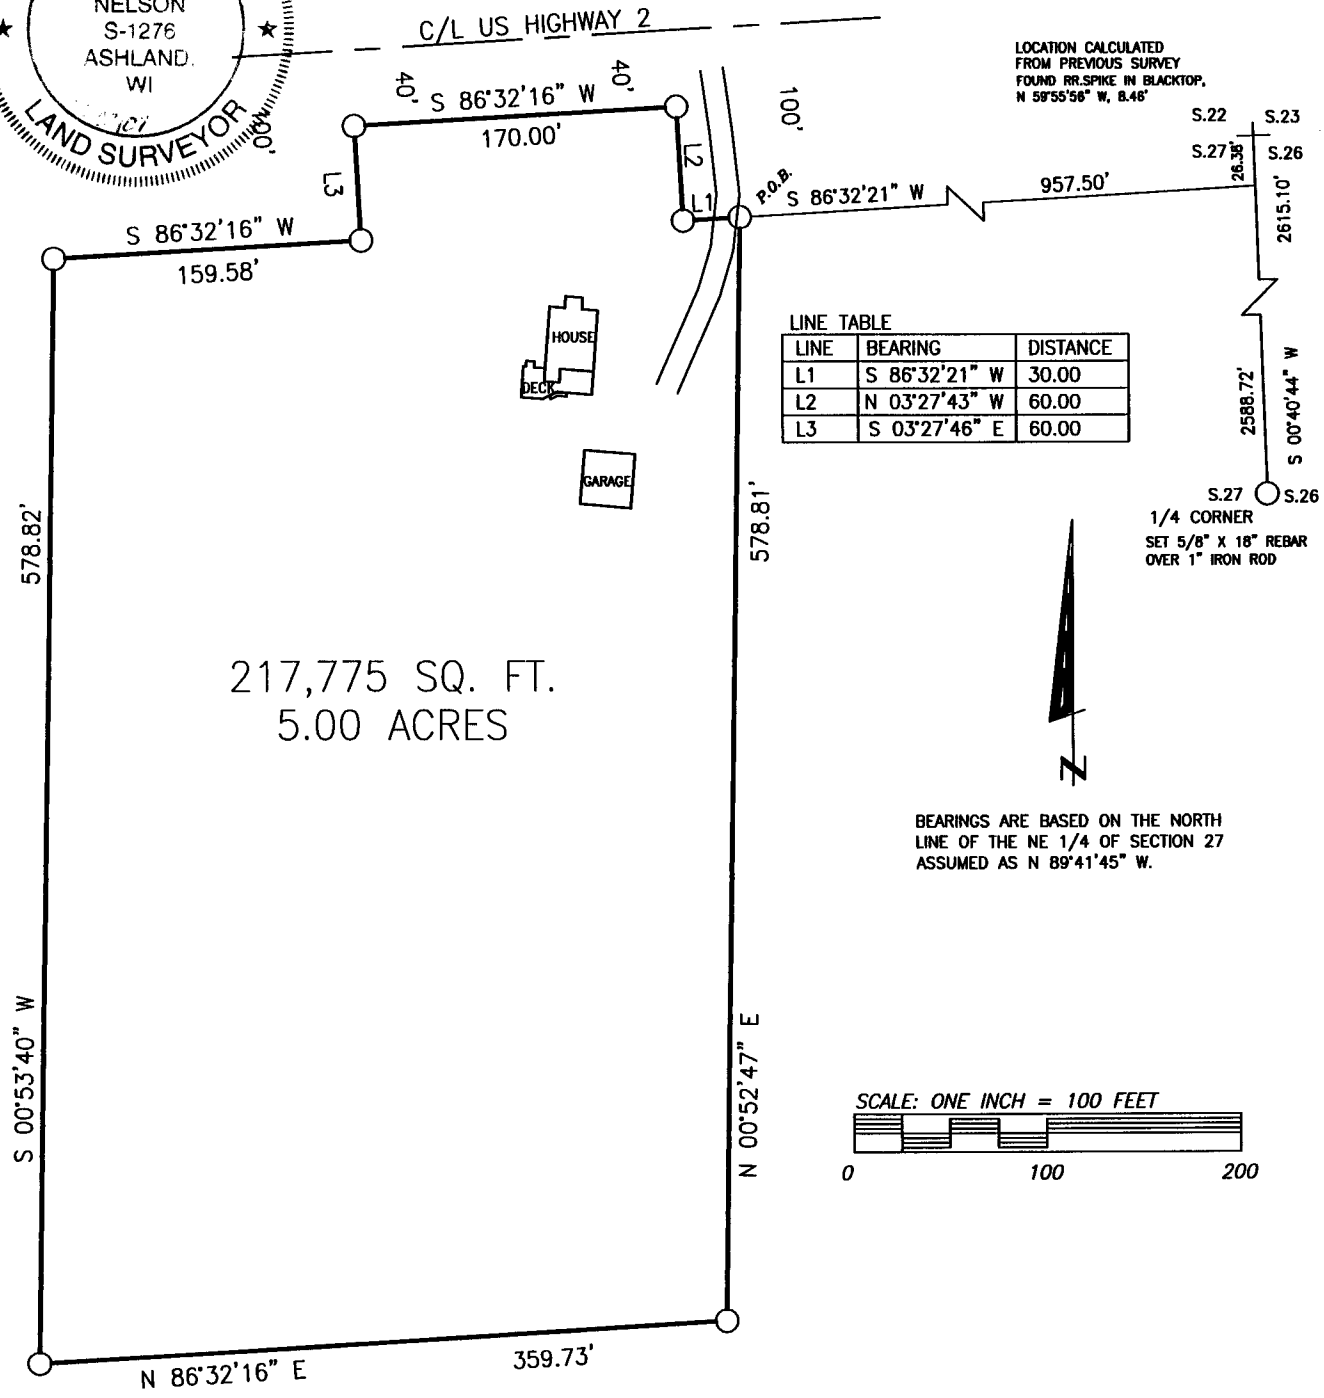 NELSON
S-1276
ASHLAND.
WI
LAND SURVEYOR
C/L US HIGHWAY 2
LOCATION CALCULATED
FROM PREVIOUS SURVEY
FOUND RR.SPIKE IN BLACKTOP,
N 59°55'56" W, 8.46'
40'
S 86°32'16" W
40'
100'
170.00'
L3
L2
L1
P.O.B.
S 86°32'21" W
957.50'
S.22 S.23
S.27 S.26
26.38'
2615.10'
S 86°32'16" W
159.58'
HOUSE
DECK
GARAGE
LINE TABLE
LINE BEARING DISTANCE
L1 S 86°32'21" W 30.00
L2 N 03°27'43" W 60.00
L3 S 03°27'46" E 60.00
2588.72'
S 00°40'44" W
S.27 S.26
1/4 CORNER
SET 5/8" X 18" REBAR
OVER 1" IRON ROD
578.82'
578.81'
217,775 SQ. FT.
5.00 ACRES
N
BEARINGS ARE BASED ON THE NORTH
LINE OF THE NE 1/4 OF SECTION 27
ASSUMED AS N 89°41'45" W.
S 00°53'40" W
N 00°52'47" E
SCALE: ONE INCH = 100 FEET
0 100 200
N 86°32'16" E
359.73'